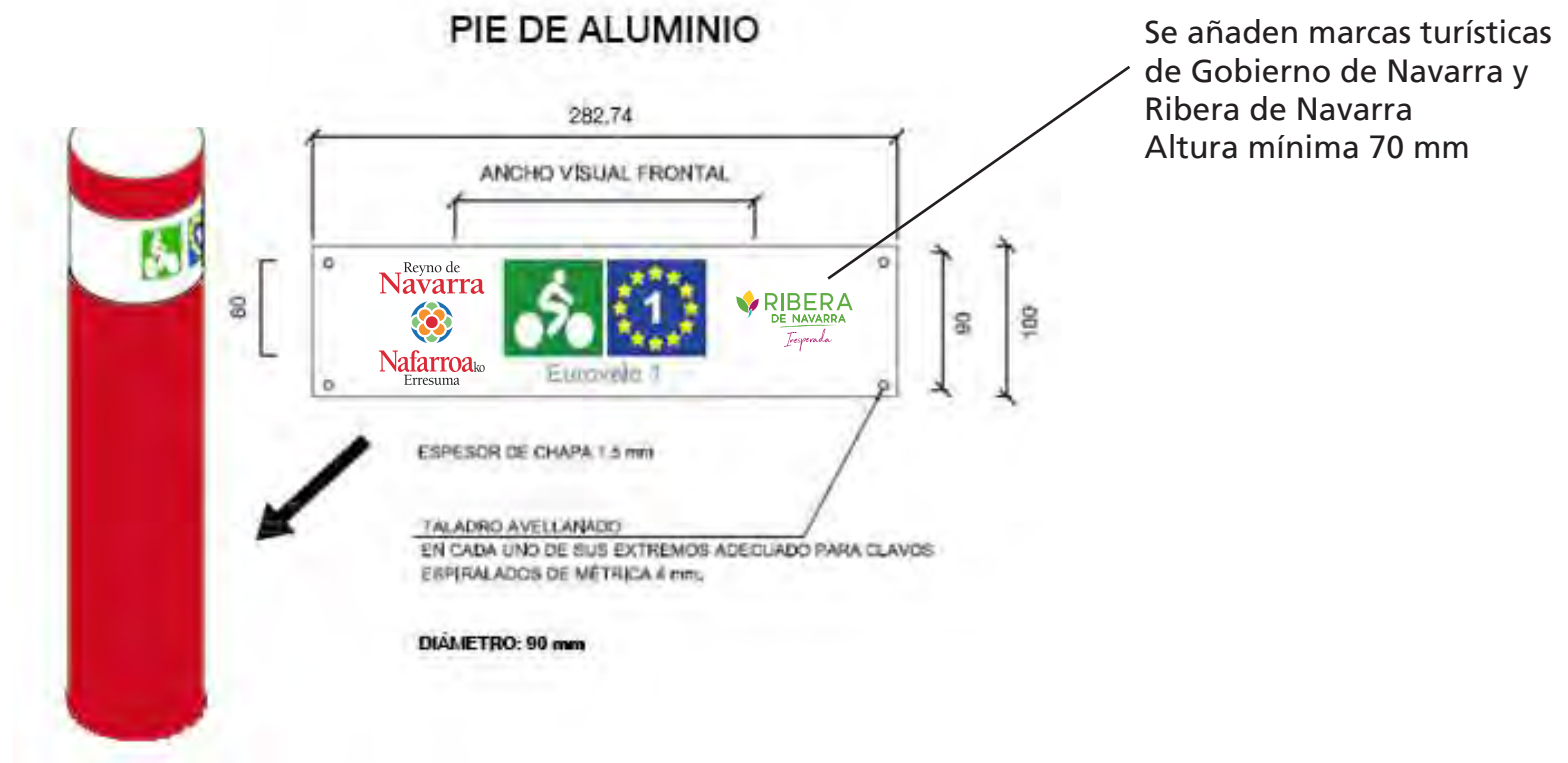 PIE DE ALUMINIO
Se añaden marcas turísticas
de Gobierno de Navarra y
Ribera de Navarra
Altura mínima 70 mm
282,74
ANCHO VISUAL FRONTAL
60
Reyno de
Navarra
Nafarroako
Erresuma
1
Eurovelo 1
RIBERA
DE NAVARRA
Inesperada
90
100
ESPESOR DE CHAPA 1.5 mm
TALADRO AVELLANADO
EN CADA UNO DE SUS EXTREMOS ADECUADO PARA CLAVOS
ESPIRALADOS DE MÉTRICA 4 mm.
DIÁMETRO: 90 mm